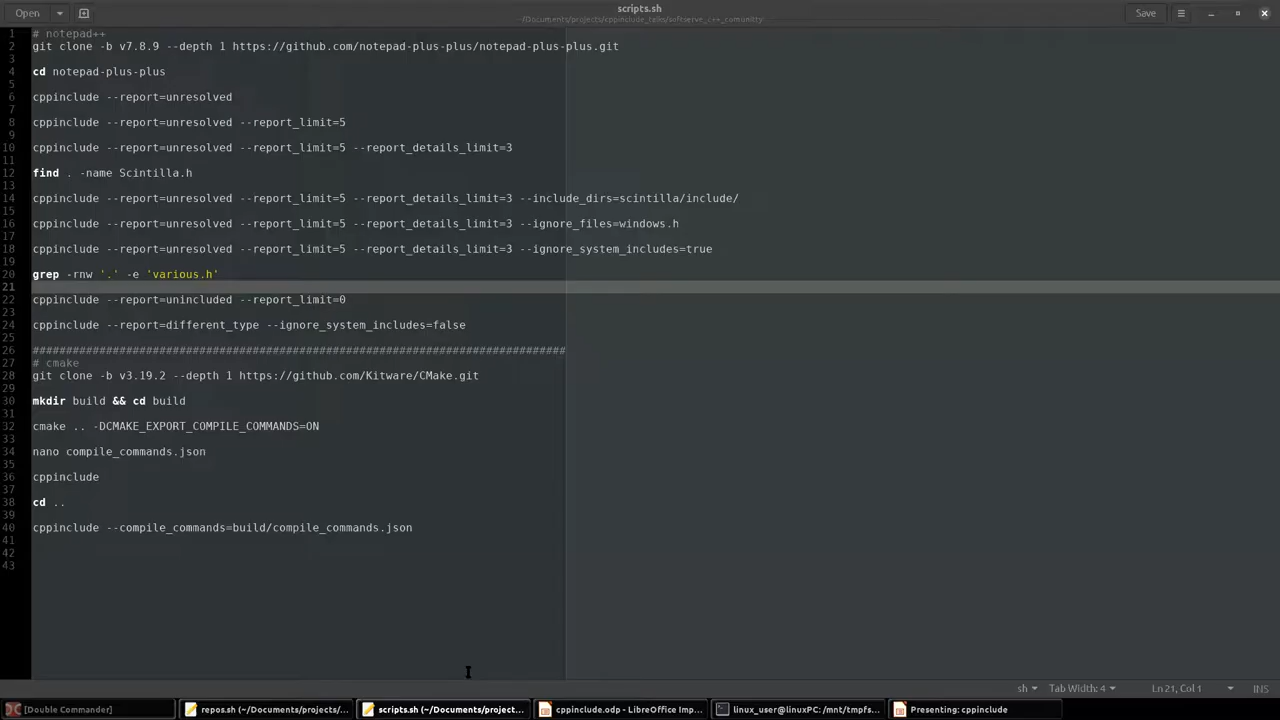 Open
scripts.sh
~/Documents/projects/cppinclude_talks/softserve_c++_comunity
Save
1 # notepad++
2 git clone -b v7.8.9 --depth 1 https://github.com/notepad-plus-plus/notepad-plus-plus.git
3
4 cd notepad-plus-plus
5
6 cppinclude --report=unresolved
7
8 cppinclude --report=unresolved --report_limit=5
9
10 cppinclude --report=unresolved --report_limit=5 --report_details_limit=3
11
12 find . -name Scintilla.h
13
14 cppinclude --report=unresolved --report_limit=5 --report_details_limit=3 --include_dirs=scintilla/include/
15
16 cppinclude --report=unresolved --report_limit=5 --report_details_limit=3 --ignore_files=windows.h
17
18 cppinclude --report=unresolved --report_limit=5 --report_details_limit=3 --ignore_system_includes=true
19
20 grep -rnw '.' -e 'various.h'
21
22 cppinclude --report=unincluded --report_limit=0
23
24 cppinclude --report=different_type --ignore_system_includes=false
25
26 ################################################################################
27 # cmake
28 git clone -b v3.19.2 --depth 1 https://github.com/Kitware/CMake.git
29
30 mkdir build && cd build
31
32 cmake .. -DCMAKE_EXPORT_COMPILE_COMMANDS=ON
33
34 nano compile_commands.json
35
36 cppinclude
37
38 cd ..
39
40 cppinclude --compile_commands=build/compile_commands.json
41
42
43
sh Tab Width: 4 Ln 21, Col 1 INS
[Double Commander] repos.sh (~/Documents/projects/... scripts.sh (~/Documents/project... cppinclude.odp - LibreOffice Imp... linux_user@linuxPC: /mnt/tmpfs... Presenting: cppinclude